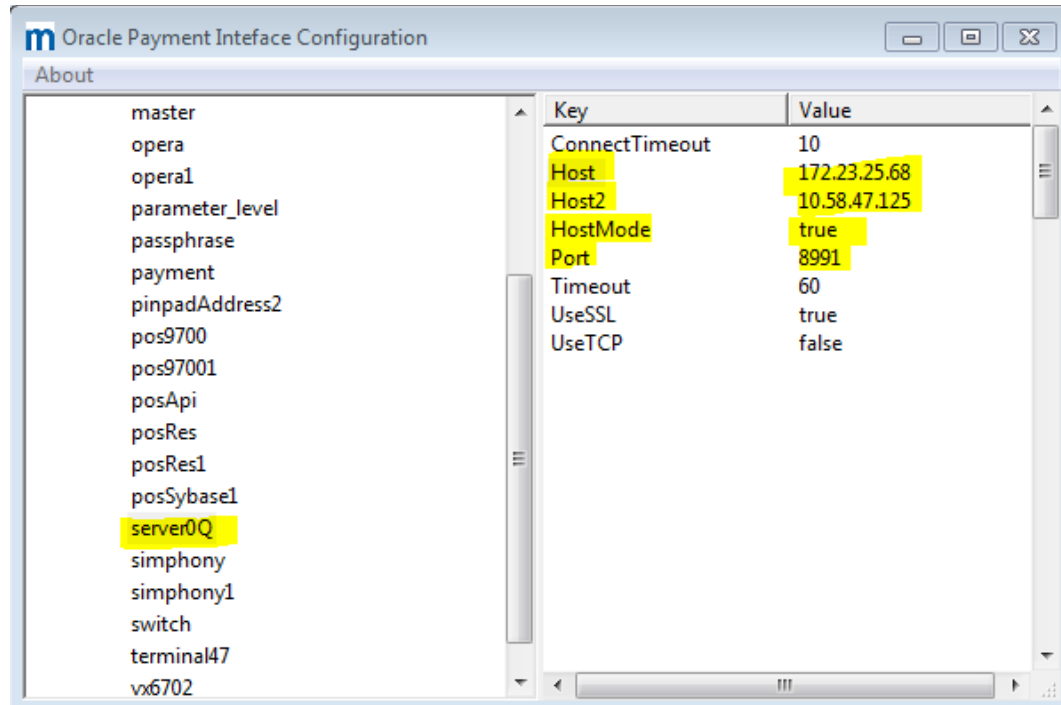 m Oracle Payment Inteface Configuration
About
master
opera
opera1
parameter_level
passphrase
payment
pinpadAddress2
pos9700
pos97001
posApi
posRes
posRes1
posSybase1
server0Q
simphony
simphony1
switch
terminal47
vx6702
Key Value
ConnectTimeout 10
Host 172.23.25.68
Host2 10.58.47.125
HostMode true
Port 8991
Timeout 60
UseSSL true
UseTCP false